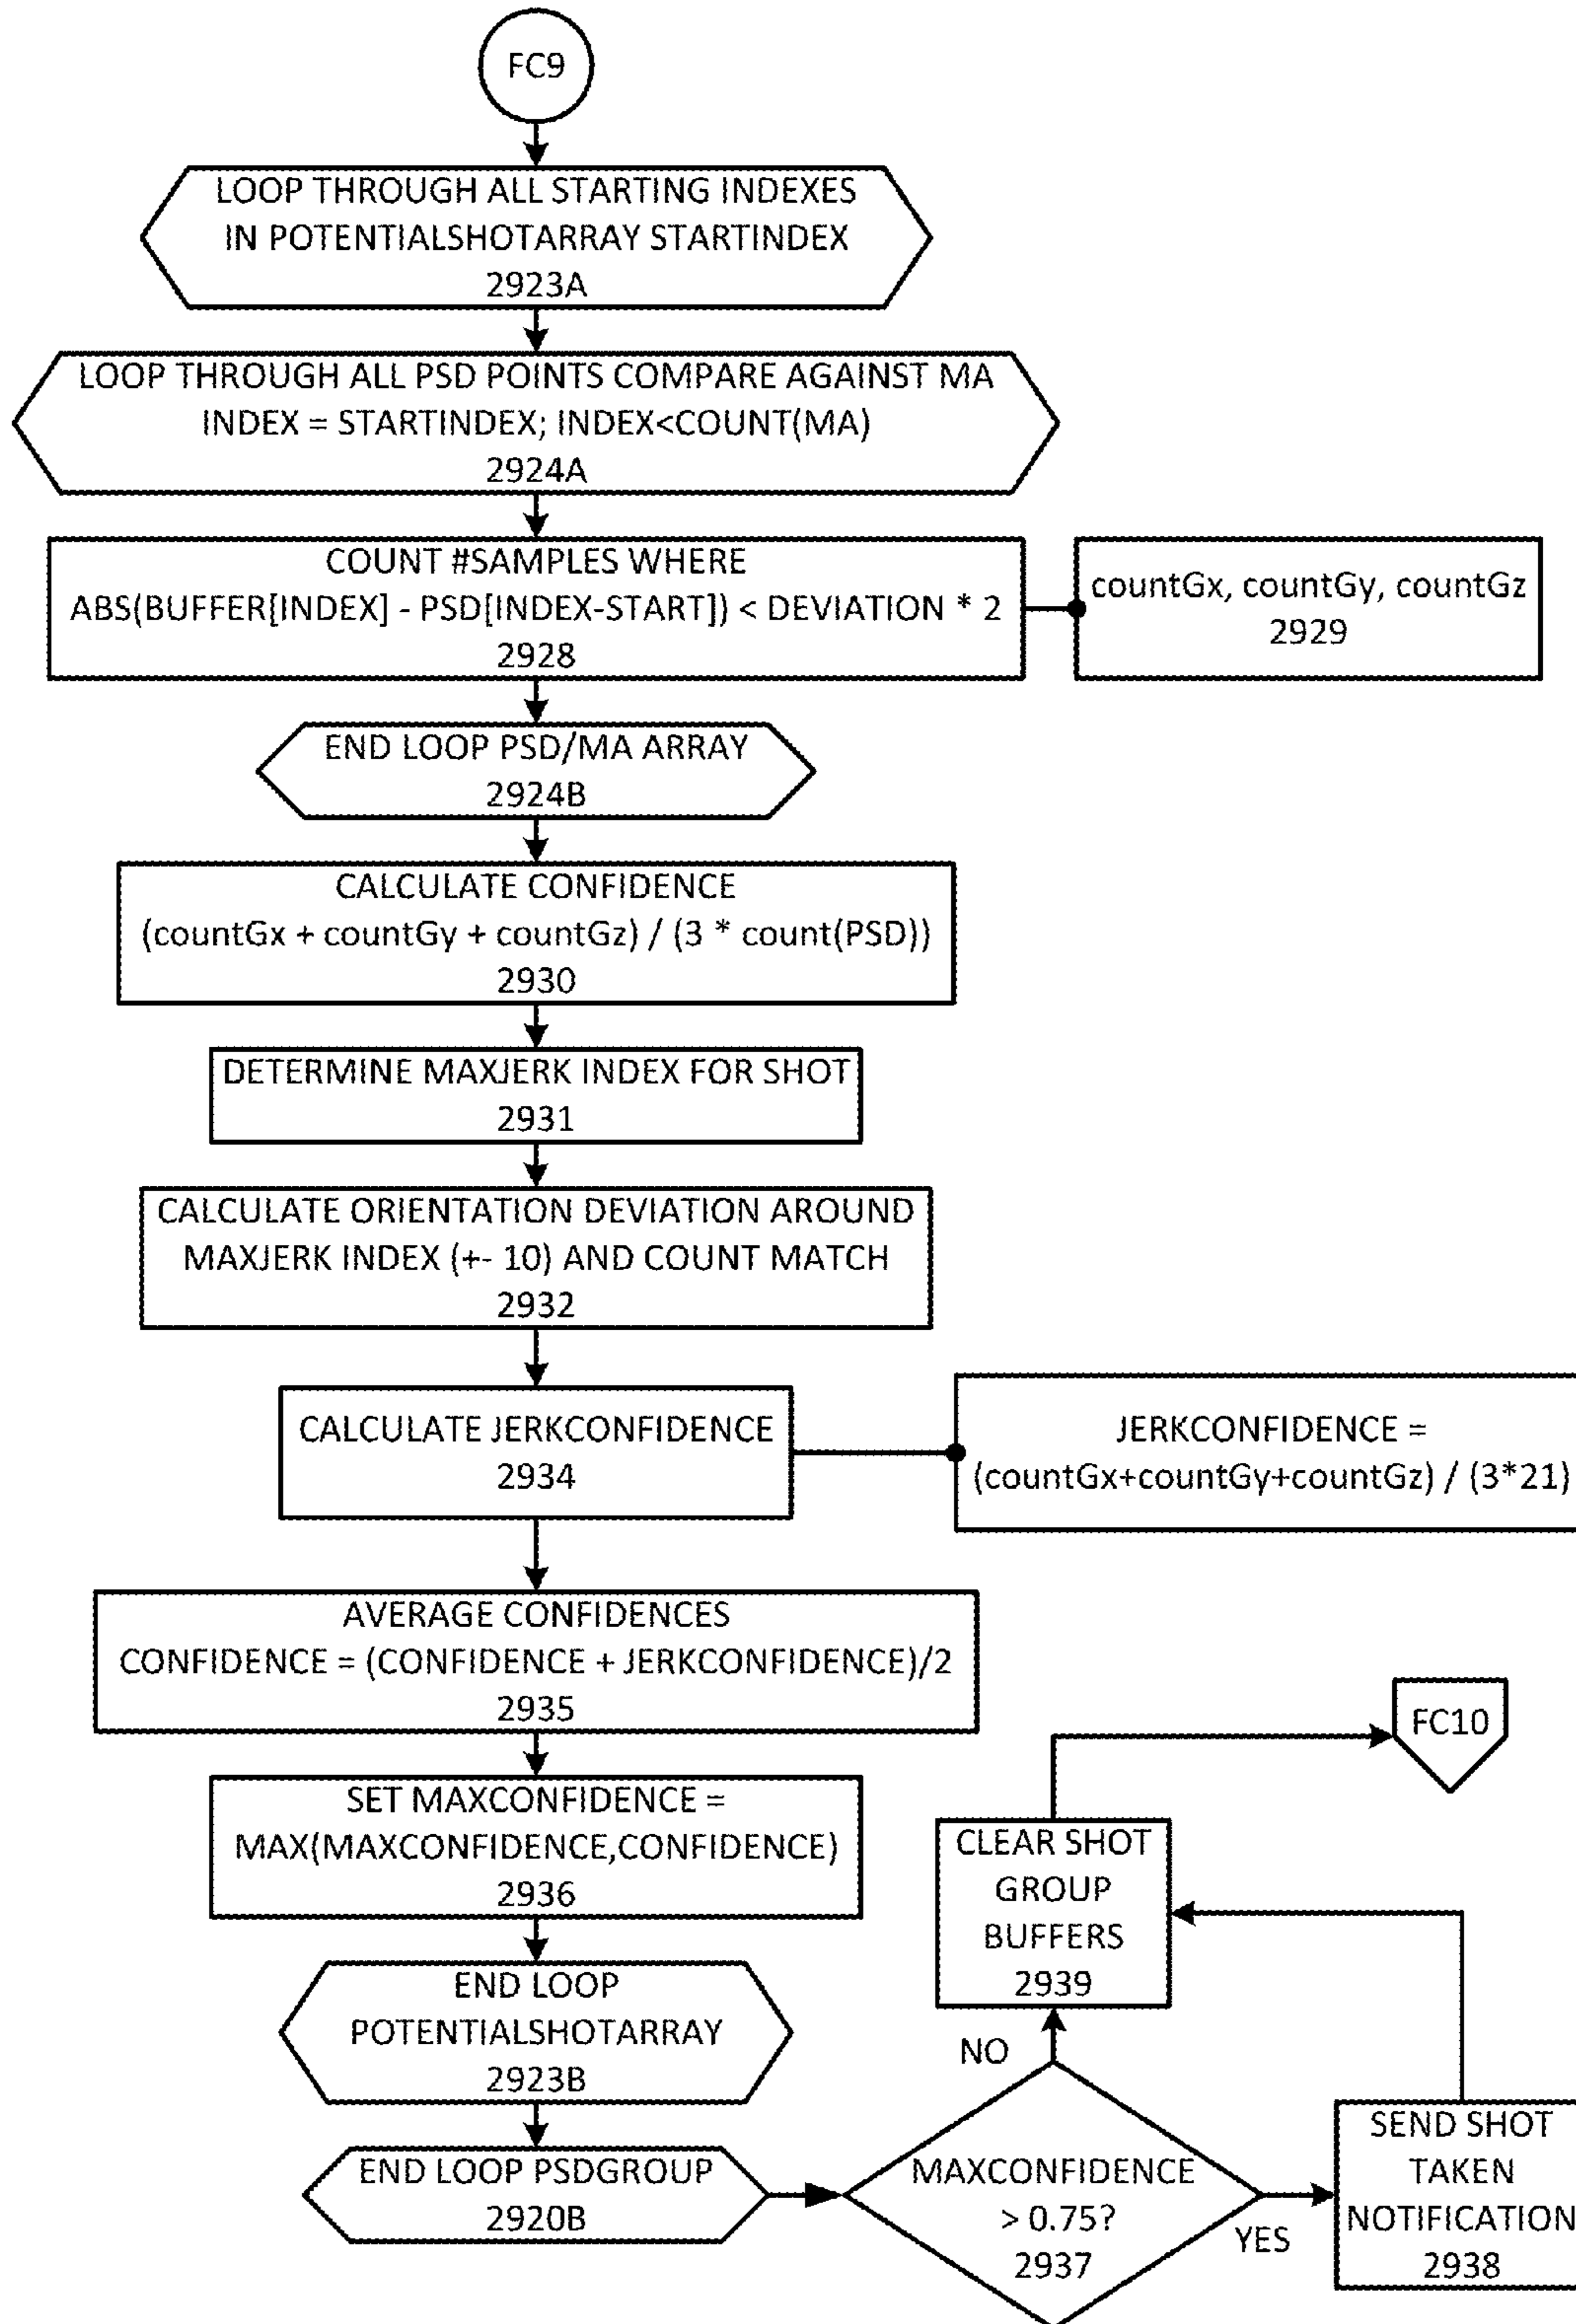 FC9
LOOP THROUGH ALL STARTING INDEXES
IN POTENTIALSHOTARRAY STARTINDEX
2923A
LOOP THROUGH ALL PSD POINTS COMPARE AGAINST MA
INDEX = STARTINDEX; INDEX<COUNT(MA)
2924A
COUNT #SAMPLES WHERE
ABS(BUFFER[INDEX] - PSD[INDEX-START]) < DEVIATION * 2
2928
countGx, countGy, countGz
2929
END LOOP PSD/MA ARRAY
2924B
CALCULATE CONFIDENCE
(countGx + countGy + countGz) / (3 * count(PSD))
2930
DETERMINE MAXJERK INDEX FOR SHOT
2931
CALCULATE ORIENTATION DEVIATION AROUND
MAXJERK INDEX (+- 10) AND COUNT MATCH
2932
CALCULATE JERKCONFIDENCE
2934
JERKCONFIDENCE =
(countGx+countGy+countGz) / (3*21)
AVERAGE CONFIDENCES
CONFIDENCE = (CONFIDENCE + JERKCONFIDENCE)/2
2935
SET MAXCONFIDENCE =
MAX(MAXCONFIDENCE,CONFIDENCE)
2936
END LOOP
POTENTIALSHOTARRAY
2923B
END LOOP PSDGROUP
2920B
MAXCONFIDENCE
> 0.75?
2937
NO
YES
SEND SHOT
TAKEN
NOTIFICATION
2938
CLEAR SHOT
GROUP
BUFFERS
2939
FC10